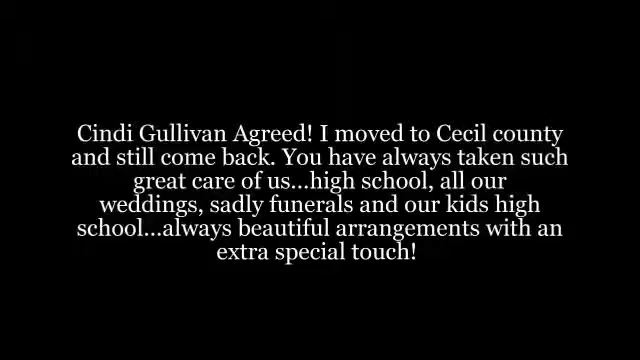 Cindi Gullivan Agreed! I moved to Cecil county
and still come back. You have always taken such
great care of us...high school, all our
weddings, sadly funerals and our kids high
school...always beautiful arrangements with an
extra special touch!